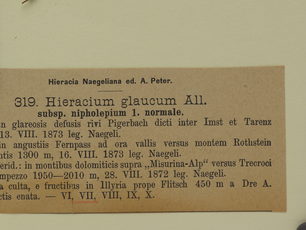 Hieracia Naegeliana ed. A. Peter.
319. Hieracium glaucum All.
subsp. nipholepium 1. normale.
in glareosis defusis rivi Pigerbach dicti inter Imst et Tarenz
13. VIII. 1873 leg. Naegeli.
in angustiis Fernpass ad ora vallis versus montem Rothstein
ntis 1300 m, 16. VIII. 1873 leg. Naegeli.
erid.: in montibus dolomiticis supra „Misurina-Alp“ versus Trecroci
mpezzo 1950—2010 m, 28. VIII. 1872 leg. Naegeli.
a culta, e fructibus in Illyria prope Flitsch 450 m a Dre A.
ctis enata. — VI, VII, VIII, IX, X.